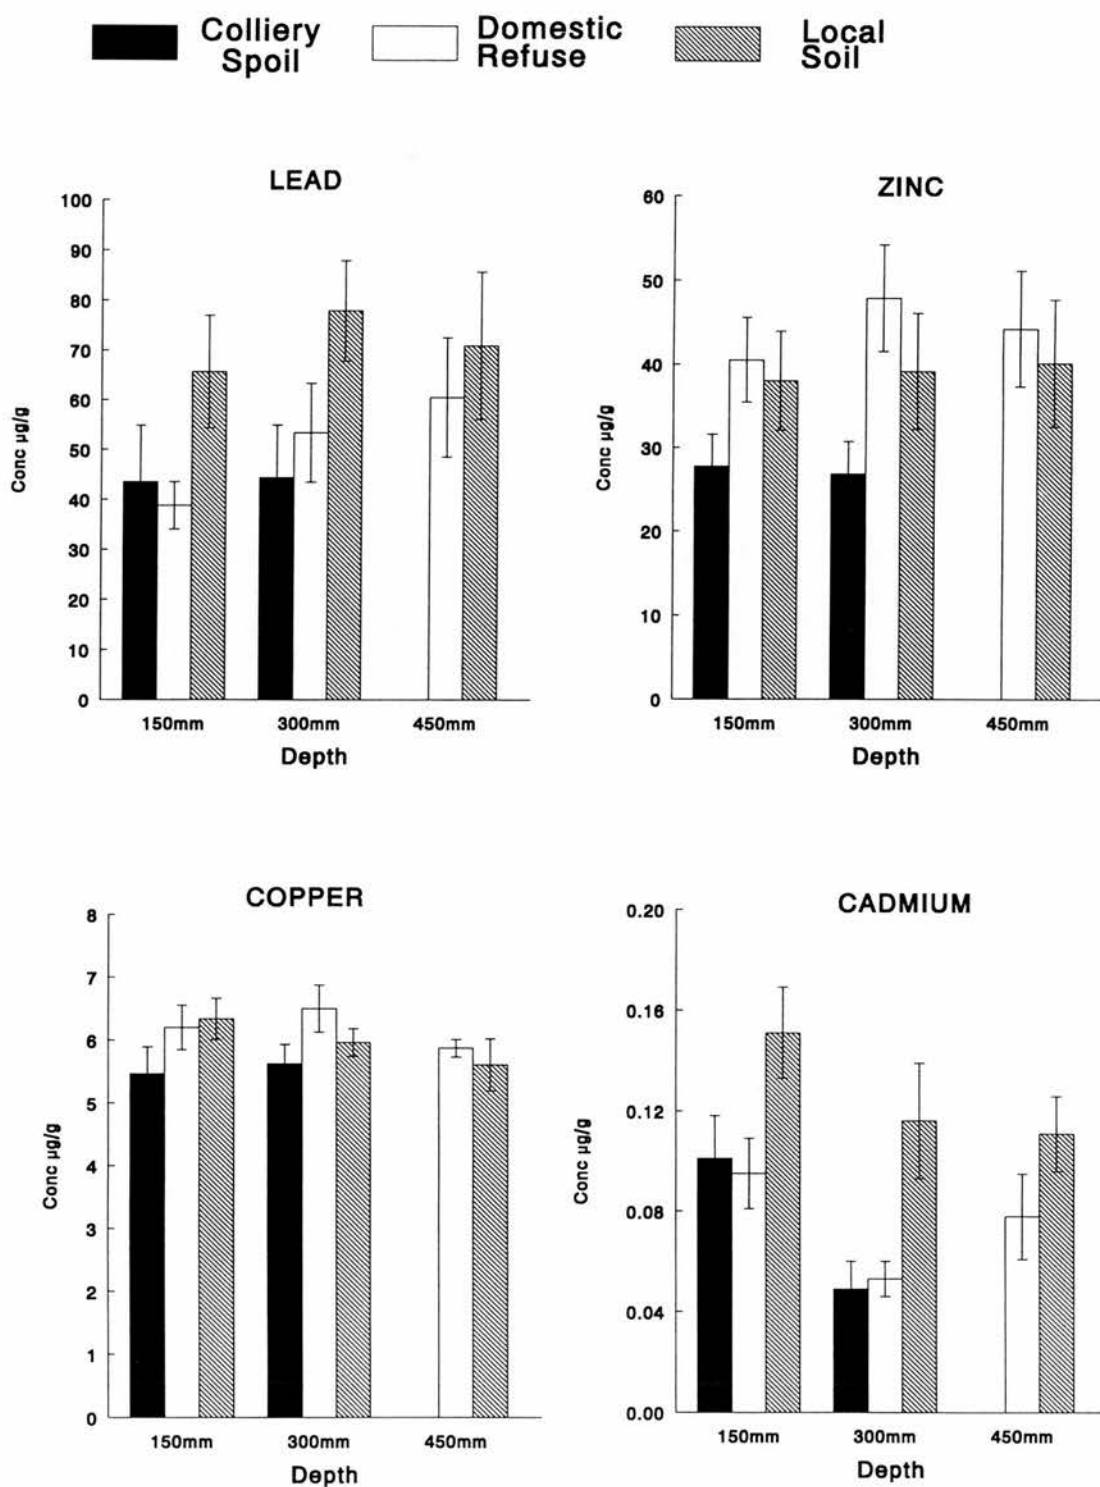 Colliery
Spoil
Domestic
Refuse
Local
Soil
LEAD
100
90
80
70
60
50
40
30
20
10
0
Conc µg/g
150mm
300mm
450mm
Depth
ZINC
60
50
40
30
20
10
0
Conc µg/g
150mm
300mm
450mm
Depth
COPPER
8
7
6
5
4
3
2
1
0
Conc µg/g
150mm
300mm
450mm
Depth
CADMIUM
0.20
0.16
0.12
0.08
0.04
0.00
Conc µg/g
150mm
300mm
450mm
Depth